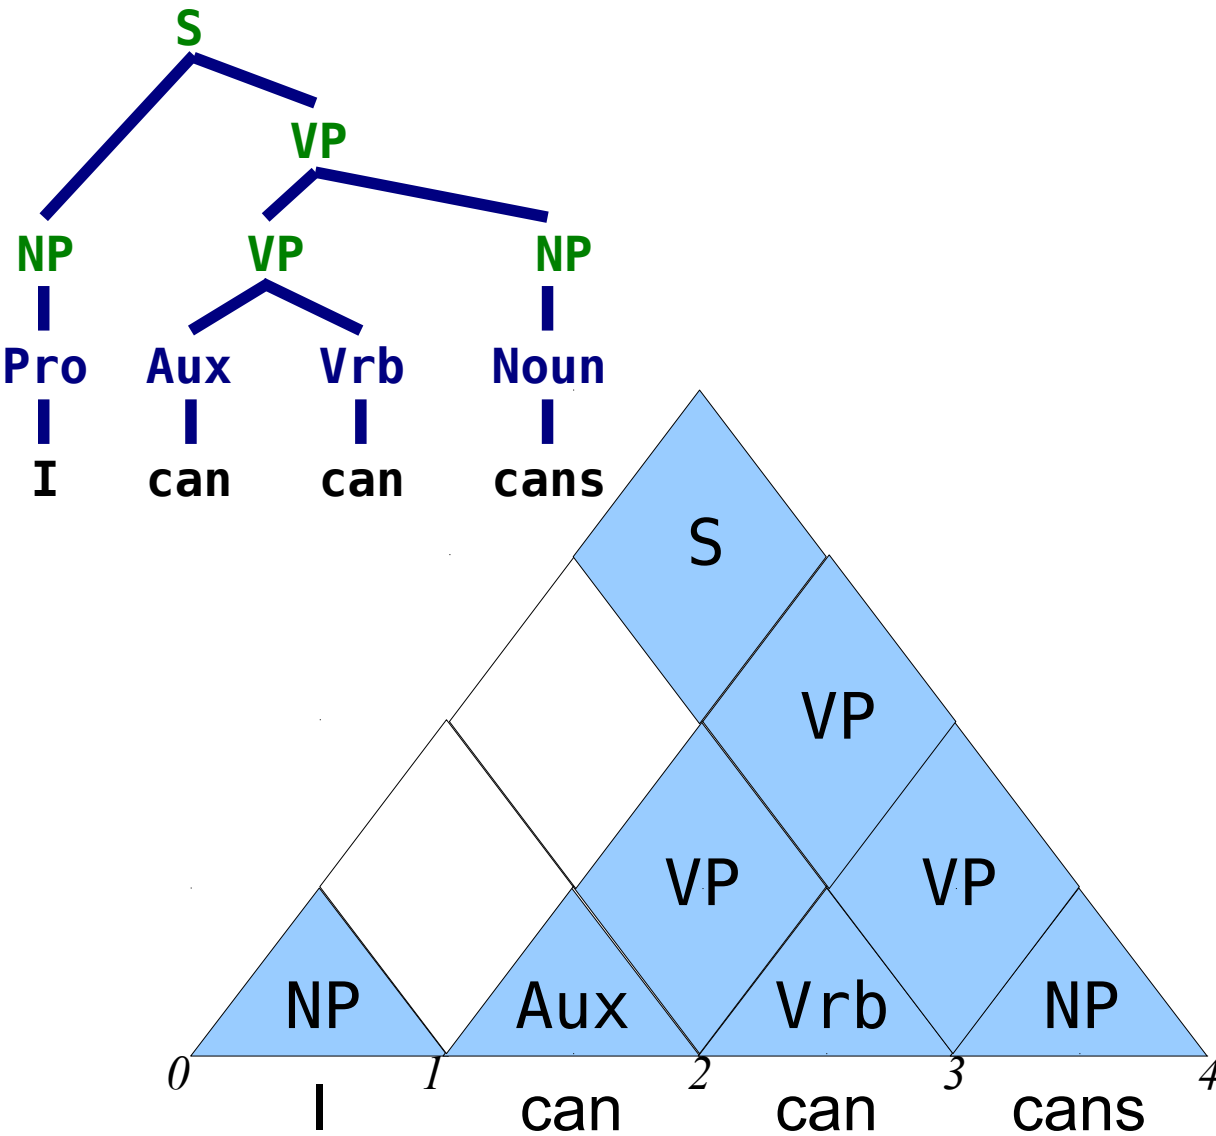 S
VP
NP VP NP
Pro Aux Vrb Noun
I can can cans
S
VP
VP VP
NP Aux Vrb NP
0 1 2 3 4
I can can cans